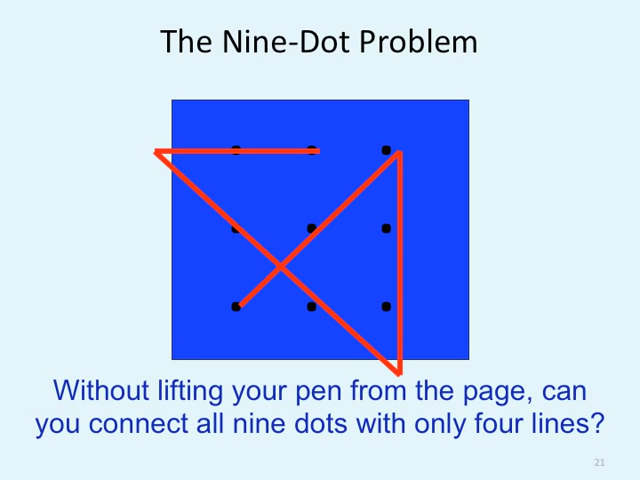 The Nine-Dot Problem
Without lifting your pen from the page, can
you connect all nine dots with only four lines?
21